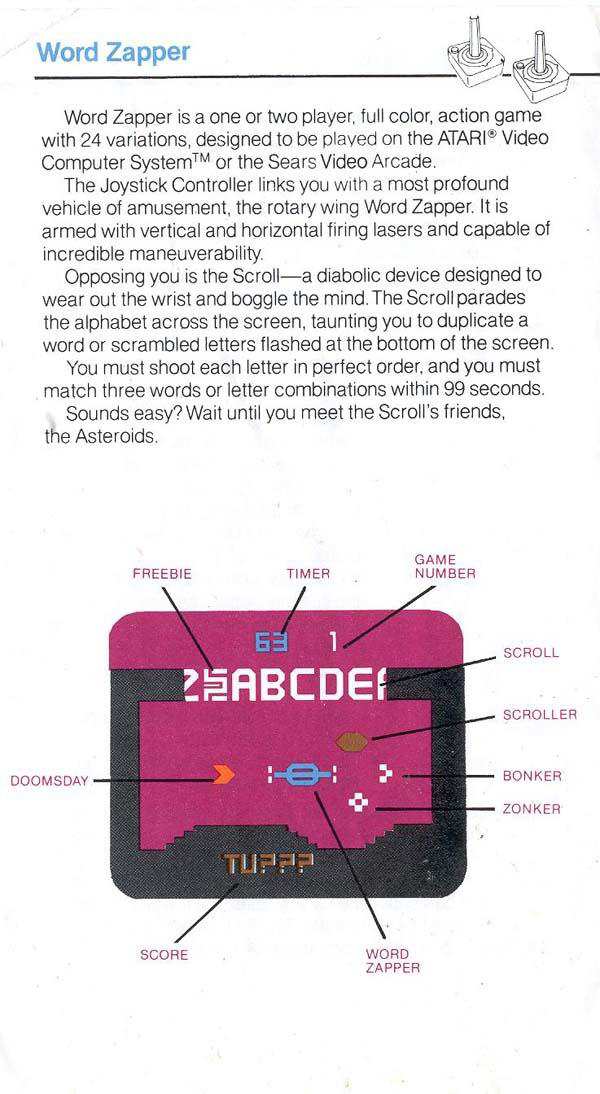 Word Zapper
Word Zapper is a one or two player, full color, action game
with 24 variations, designed to be played on the ATARI® Video
Computer System™ or the Sears Video Arcade.
The Joystick Controller links you with a most profound
vehicle of amusement, the rotary wing Word Zapper. It is
armed with vertical and horizontal firing lasers and capable of
incredible maneuverability.
Opposing you is the Scroll—a diabolic device designed to
wear out the wrist and boggle the mind. The Scroll parades
the alphabet across the screen, taunting you to duplicate a
word or scrambled letters flashed at the bottom of the screen.
You must shoot each letter in perfect order, and you must
match three words or letter combinations within 99 seconds.
Sounds easy? Wait until you meet the Scroll's friends,
the Asteroids.
FREEBIE TIMER GAME
NUMBER
63 1
SCROLL
ABCDE
SCROLLER
DOOMSDAY
BONKER
ZONKER
TU???
SCORE
WORD
ZAPPER